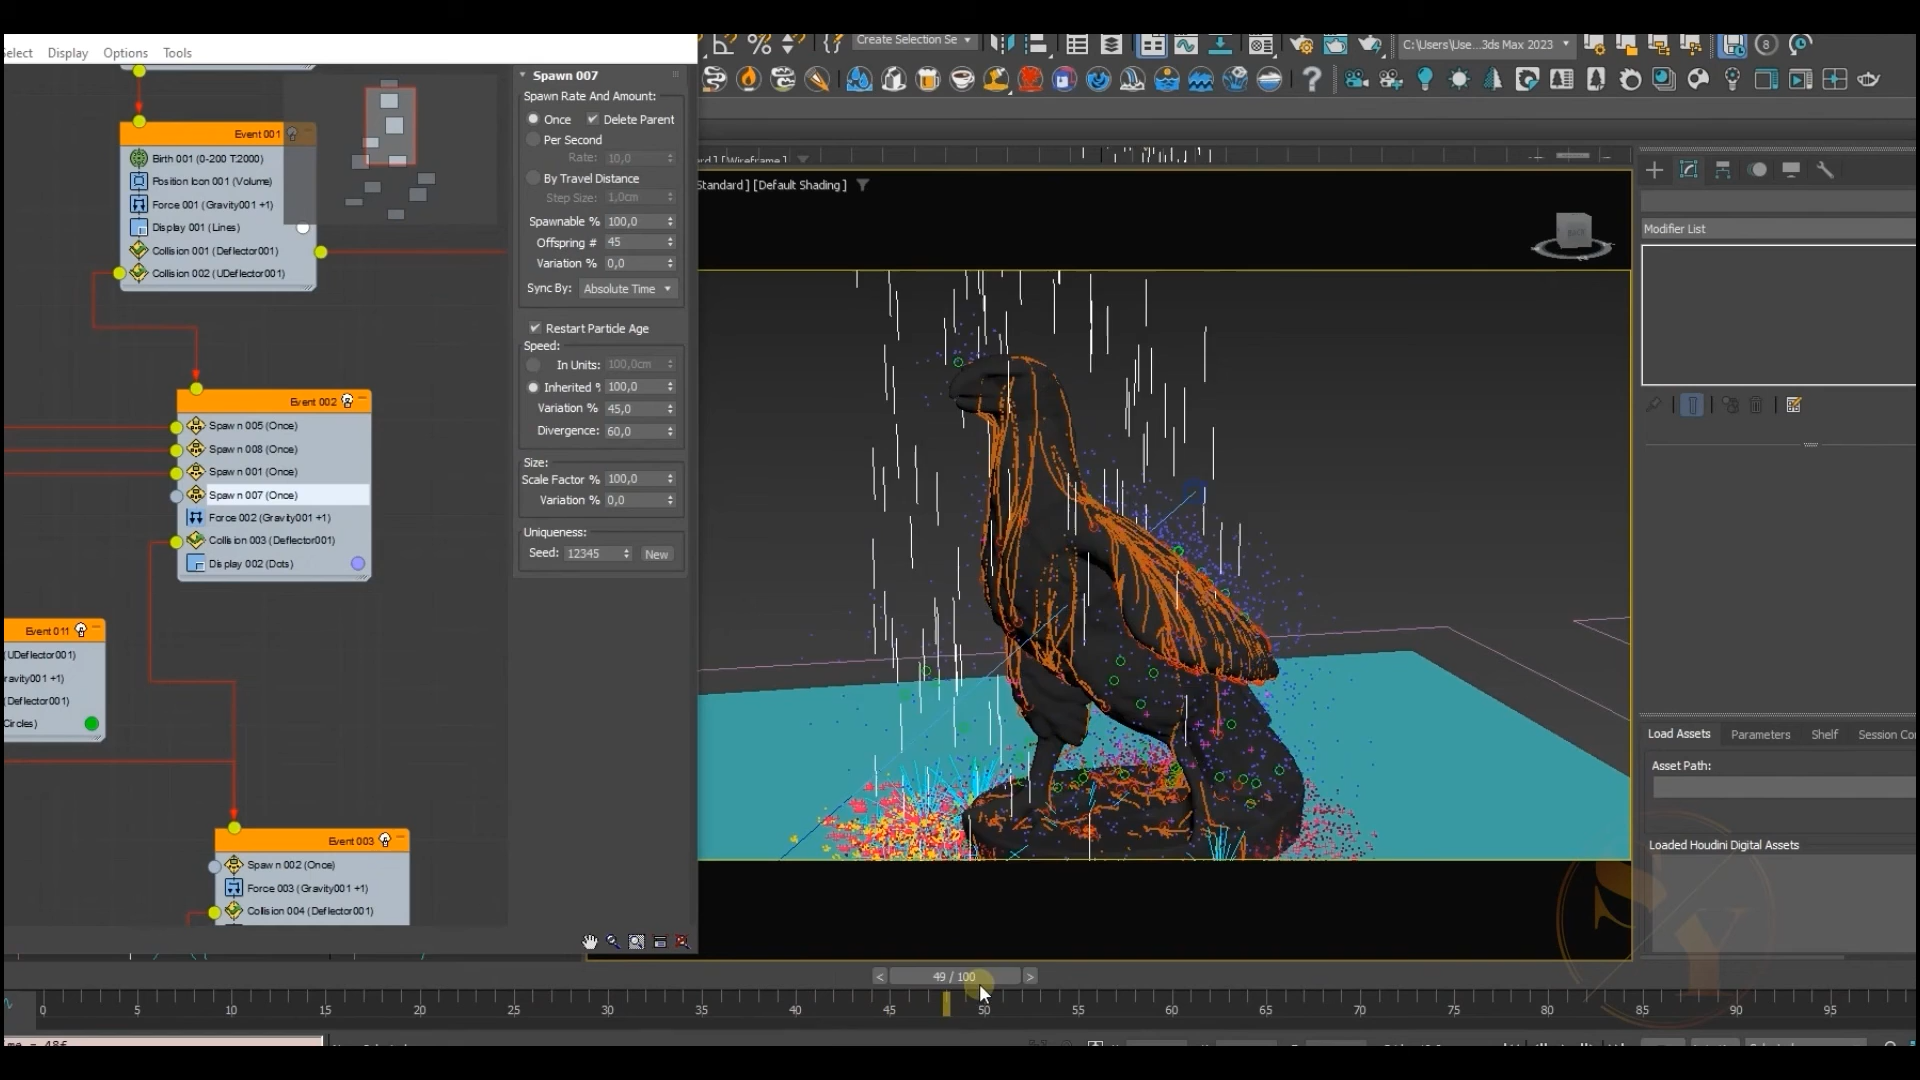 Select Display Options Tools
Event 001
Birth 001 (0-200 T:2000)
Position Icon 001 (Volume)
Force 001 (Gravity001 +1)
Display 001 (Lines)
Collision 001 (Deflector001)
Collision 002 (UDeflector001)
Event 002
Spawn 005 (Once)
Spawn 008 (Once)
Spawn 001 (Once)
Spawn 007 (Once)
Force 002 (Gravity001 +1)
Collision 003 (Deflector001)
Display 002 (Dots)
Event 011
(UDeflector001)
ravity001 +1)
(Deflector001)
Circles)
Event 003
Spawn 002 (Once)
Force 003 (Gravity001 +1)
Collision 004 (Deflector001)
Spawn 007
Spawn Rate And Amount:
Once Delete Parent
Per Second
Rate: 10,0
By Travel Distance
Step Size: 1,0cm
Spawnable % 100,0
Offspring # 45
Variation % 0,0
Sync By: Absolute Time
Restart Particle Age
Speed:
In Units: 100,0cm
Inherited % 100,0
Variation % 45,0
Divergence: 60,0
Size:
Scale Factor % 100,0
Variation % 0,0
Uniqueness:
Seed: 12345 New
Create Selection Se
C:\Users\Use...3ds Max 2023
rd ] [Wireframe ]
Standard ] [Default Shading ]
Modifier List
Load Assets Parameters Shelf Session Co
Asset Path:
Loaded Houdini Digital Assets
SY
< 49 / 100 >
0 5 10 15 20 25 30 35 40 45 50 55 60 65 70 75 80 85 90 95